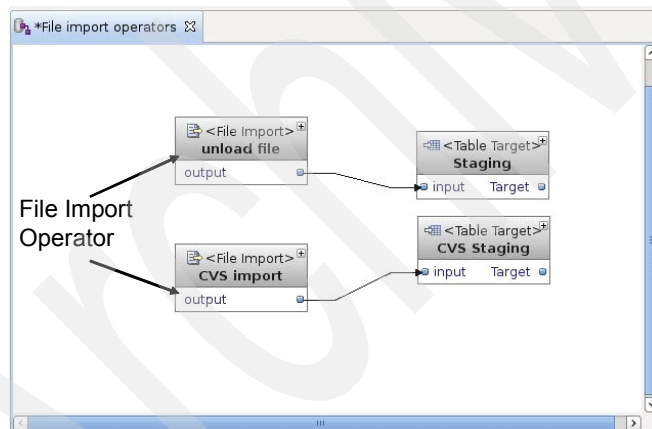 *File import operators
<File Import>
unload file
output
<Table Target>
Staging
input Target
File Import
Operator
<File Import>
CVS import
output
<Table Target>
CVS Staging
input Target